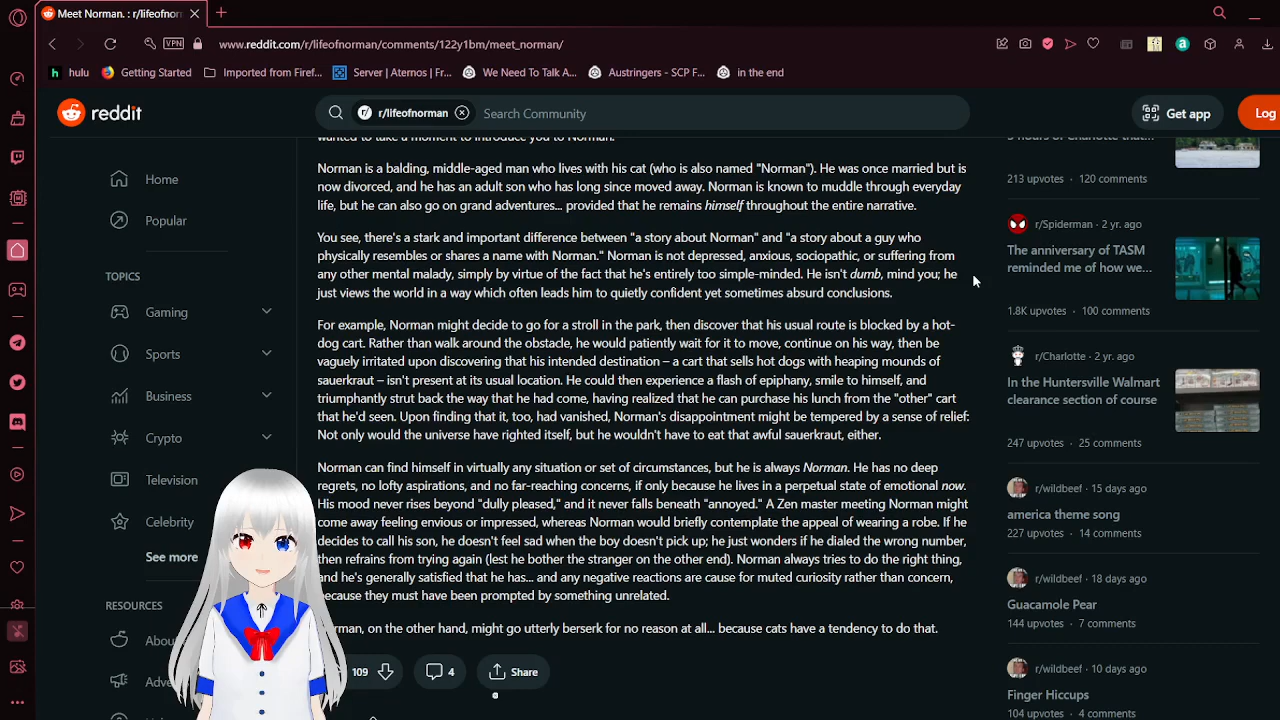 Meet Norman. : r/lifeofnorn
VPN
www.reddit.com/r/lifeofnorman/comments/122y1bm/meet_norman/
hulu
Getting Started
Imported from Firef...
Server | Aternos | Fr...
We Need To Talk A...
Austringers - SCP F...
in the end
reddit
r/lifeofnorman
Search Community
Get app
Log
wanted to take a moment to introduce you to Norman.
Norman is a balding, middle-aged man who lives with his cat (who is also named "Norman"). He was once married but is
now divorced, and he has an adult son who has long since moved away. Norman is known to muddle through everyday
life, but he can also go on grand adventures... provided that he remains himself throughout the entire narrative.
You see, there's a stark and important difference between "a story about Norman" and "a story about a guy who
physically resembles or shares a name with Norman." Norman is not depressed, anxious, sociopathic, or suffering from
any other mental malady, simply by virtue of the fact that he's entirely too simple-minded. He isn't dumb, mind you; he
just views the world in a way which often leads him to quietly confident yet sometimes absurd conclusions.
For example, Norman might decide to go for a stroll in the park, then discover that his usual route is blocked by a hot-
dog cart. Rather than walk around the obstacle, he would patiently wait for it to move, continue on his way, then be
vaguely irritated upon discovering that his intended destination – a cart that sells hot dogs with heaping mounds of
sauerkraut – isn't present at its usual location. He could then experience a flash of epiphany, smile to himself, and
triumphantly strut back the way that he had come, having realized that he can purchase his lunch from the "other" cart
that he'd seen. Upon finding that it, too, had vanished, Norman's disappointment might be tempered by a sense of relief:
Not only would the universe have righted itself, but he wouldn't have to eat that awful sauerkraut, either.
Norman can find himself in virtually any situation or set of circumstances, but he is always Norman. He has no deep
regrets, no lofty aspirations, and no far-reaching concerns, if only because he lives in a perpetual state of emotional now.
His mood never rises beyond "dully pleased," and it never falls beneath "annoyed." A Zen master meeting Norman might
come away feeling envious or impressed, whereas Norman would briefly contemplate the appeal of wearing a robe. If he
decides to call his son, he doesn't feel sad when the boy doesn't pick up; he just wonders if he dialed the wrong number,
then refrains from trying again (lest he bother the stranger on the other end). Norman always tries to do the right thing,
and he's generally satisfied that he has... and any negative reactions are cause for muted curiosity rather than concern,
because they must have been prompted by something unrelated.
rman, on the other hand, might go utterly berserk for no reason at all... because cats have a tendency to do that.
109
4
Share
Home
Popular
TOPICS
Gaming
Sports
Business
Crypto
Television
Celebrity
See more
RESOURCES
Abou
Adve
5 hours of Charlotte that...
213 upvotes · 120 comments
r/Spiderman · 2 yr. ago
The anniversary of TASM
reminded me of how we...
1.8K upvotes · 100 comments
r/Charlotte · 2 yr. ago
In the Huntersville Walmart
clearance section of course
247 upvotes · 25 comments
r/wildbeef · 15 days ago
america theme song
227 upvotes · 14 comments
r/wildbeef · 18 days ago
Guacamole Pear
144 upvotes · 7 comments
r/wildbeef · 10 days ago
Finger Hiccups
104 upvotes · 4 comments